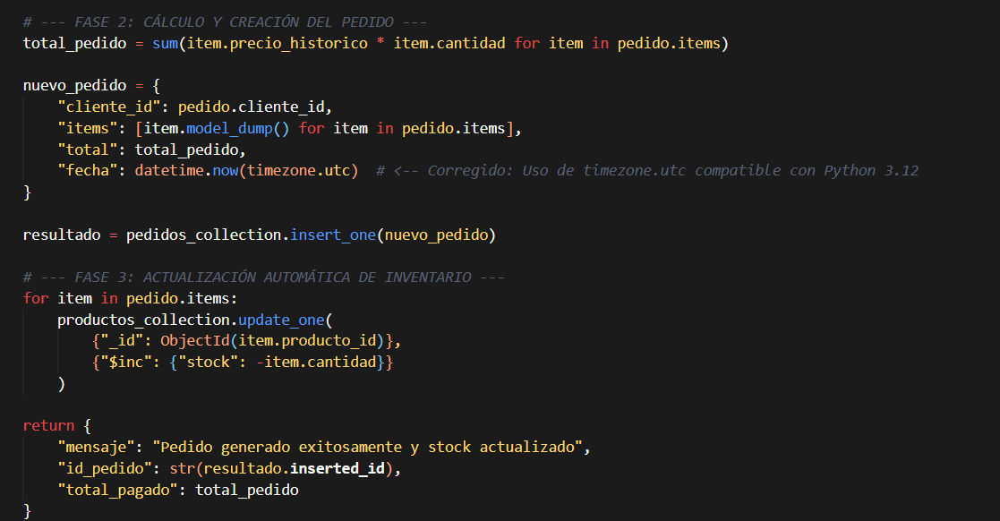 # --- FASE 2: CÁLCULO Y CREACIÓN DEL PEDIDO ---
total_pedido = sum(item.precio_historico * item.cantidad for item in pedido.items)

nuevo_pedido = {
    "cliente_id": pedido.cliente_id,
    "items": [item.model_dump() for item in pedido.items],
    "total": total_pedido,
    "fecha": datetime.now(timezone.utc)  # <-- Corregido: Uso de timezone.utc compatible con Python 3.12
}

resultado = pedidos_collection.insert_one(nuevo_pedido)

# --- FASE 3: ACTUALIZACIÓN AUTOMÁTICA DE INVENTARIO ---
for item in pedido.items:
    productos_collection.update_one(
        {"_id": ObjectId(item.producto_id)},
        {"$inc": {"stock": -item.cantidad}}
    )

return {
    "mensaje": "Pedido generado exitosamente y stock actualizado",
    "id_pedido": str(resultado.inserted_id),
    "total_pagado": total_pedido
}